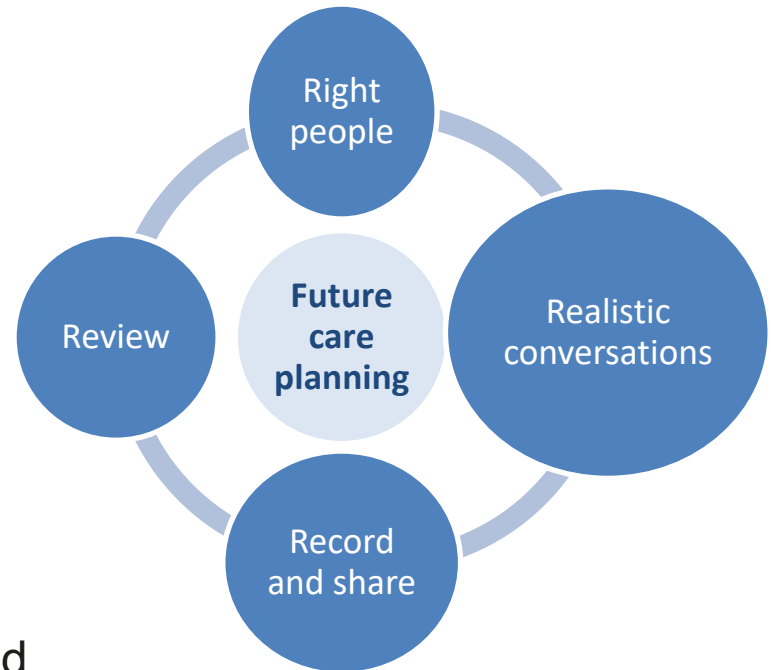 Right
people
Future
care
planning
Realistic
conversations
Review
Record
and share
d